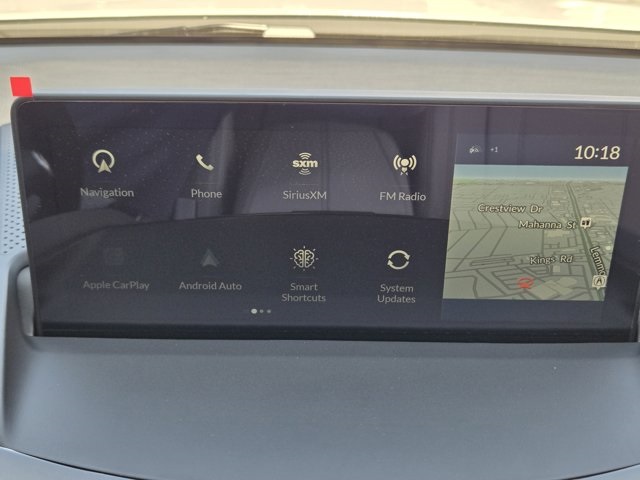 +1
10:18
Navigation
Phone
sxm
SiriusXM
FM Radio
Crestview Dr
Mahanna St
Kings Rd
Apple CarPlay
Android Auto
Smart
Shortcuts
System
Updates